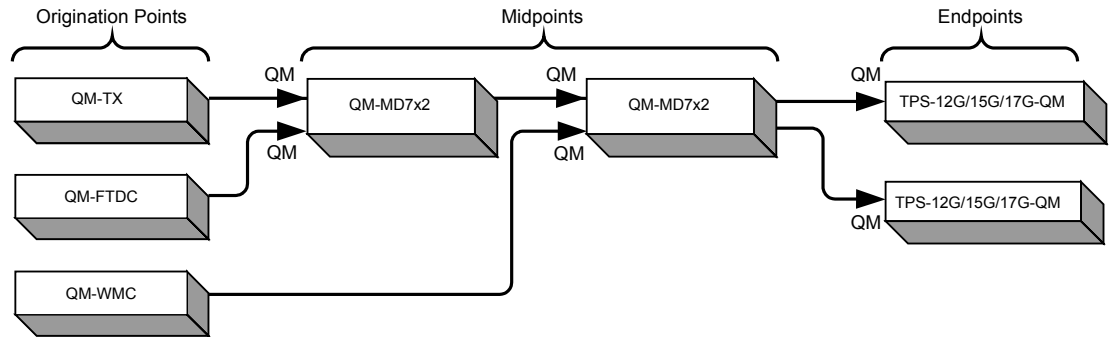 Origination Points
Midpoints
Endpoints
QM-TX
QM
QM-MD7x2
QM
QM-MD7x2
QM
TPS-12G/15G/17G-QM
QM
QM
QM-FTDC
TPS-12G/15G/17G-QM
QM
QM-WMC